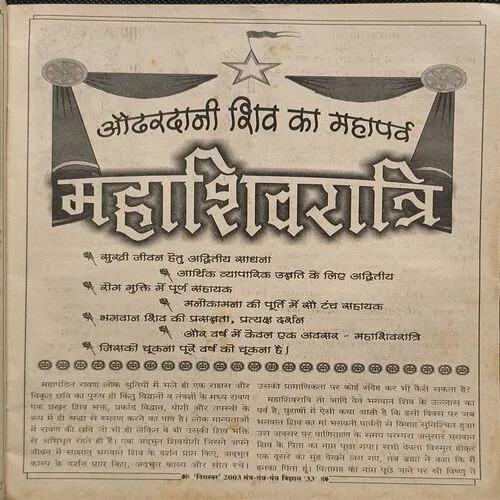 औढरदानी शिव का महापर्व
महाशिवरात्रि
सुखी जीवन हेतु अद्वितीय साधना
आर्थिक व्यापारिक उन्नति के लिए अद्वितीय
रोग मुक्ति में पूर्ण सहायक
मनोकामना की पूर्ति में सौ टंच सहायक
भगवान शिव की प्रसन्नता, प्रत्यक्ष दर्शन
और वर्ष में केवल एक अवसर - महाशिवरात्रि
जिसको चूकना पूरे वर्ष को चूकना है।
महापंडित रावण लोक श्रुतियों में भले ही एक राक्षस और
विकृत छवि का पुरुष हो किंतु विद्वानों व तंत्रज्ञों के मध्य रावण
एक प्रखर शिव भक्त, प्रकांड विद्वान, योगी और तपस्वी के
रूप में ही श्रद्धा से स्मरण करने का पात्र है। लोक मान्यताओं
में रावण की छवि जो भी हो लेकिन वे भी उसकी शिव भक्ति
से अभिभूत रहते ही हैं। एक अद्भुत शिवयोगी जिसने अपने
जीवन में साक्षात् भगवान शिव के दर्शन प्राप्त किए, अद्भुत
काव्य के दर्शन प्राप्त किए, अद्भुत काव्य और स्रोत रचे।
उसकी प्रामाणिकता पर कोई संदेह कर भी कैसे सकता है?
महाशिवरात्रि तो आदि देव भगवान शिव के उल्लास का
पर्व है, पुराणों में ऐसी कथा आती है कि इसी दिवस पर जब
भगवान शिव का मां भगवती पार्वती से विवाह सुनिश्चित हुआ
उस अवसर पर पाणिग्रहण के समय परम्परा अनुसार भगवान
शिव के पिता का नाम पूछा गया। सभी देवता विस्मृत होकर
एक दूसरे का मुंह देखने लग गए, तब ब्रह्मा ने कहा कि मैं
इनका पिता हूं। पितामह का नाम पूछे जाने पर श्री विष्णु ने
'दिसम्बर' 2003 मंत्र-तंत्र-यंत्र विज्ञान '33'